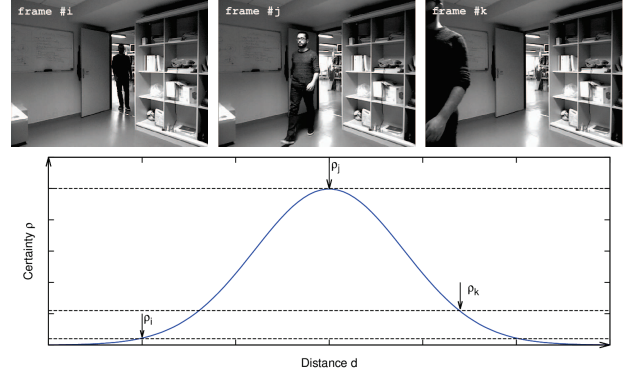 frame #i
frame #j
frame #k
ρj
ρk
ρi
Certainty ρ
Distance d